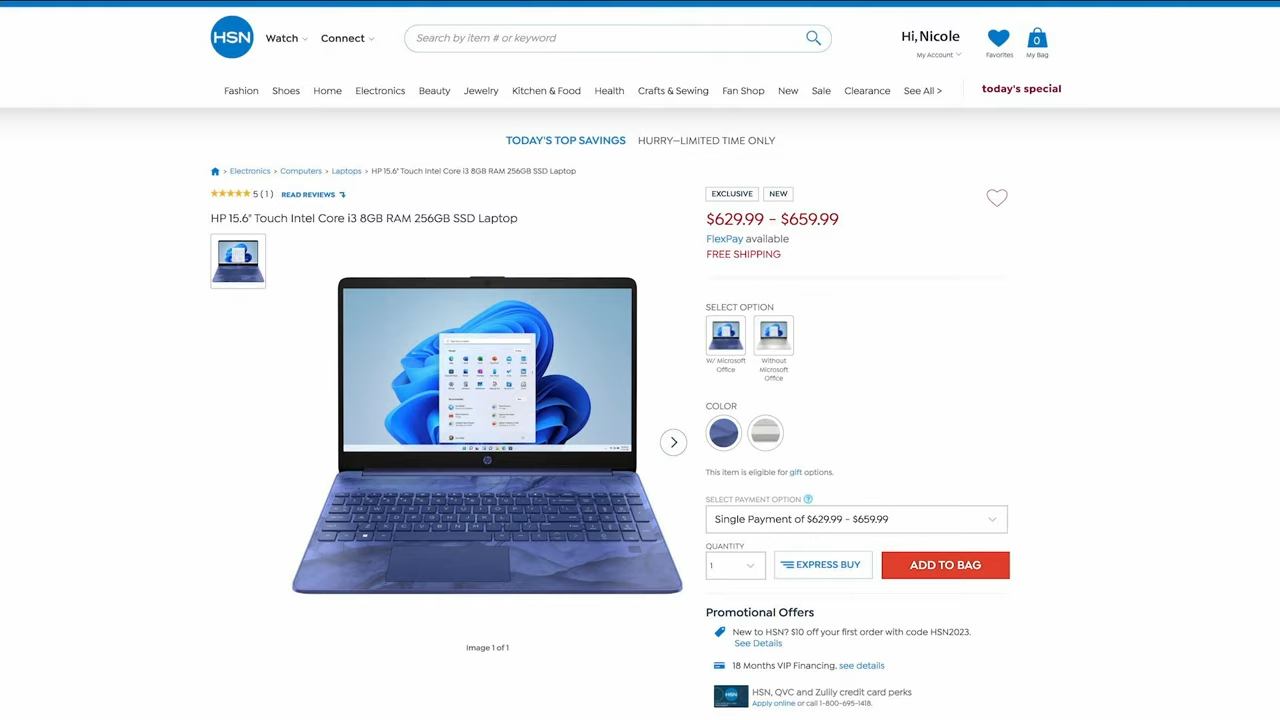 HSN
Watch
Connect
Search by item # or keyword
Hi, Nicole
My Account
Favorites
0
My Bag
Fashion
Shoes
Home
Electronics
Beauty
Jewelry
Kitchen & Food
Health
Crafts & Sewing
Fan Shop
New
Sale
Clearance
See All >
today's special
TODAY'S TOP SAVINGS HURRY—LIMITED TIME ONLY
> Electronics > Computers > Laptops > HP 15.6" Touch Intel Core i3 8GB RAM 256GB SSD Laptop
5 (1) READ REVIEWS
HP 15.6" Touch Intel Core i3 8GB RAM 256GB SSD Laptop
Image 1 of 1
EXCLUSIVE
NEW
$629.99 - $659.99
FlexPay available
FREE SHIPPING
SELECT OPTION
W/ Microsoft
Office
Without
Microsoft
Office
COLOR
This item is eligible for gift options.
SELECT PAYMENT OPTION ?
Single Payment of $629.99 - $659.99
QUANTITY
1
EXPRESS BUY
ADD TO BAG
Promotional Offers
New to HSN? $10 off your first order with code HSN2023.
See Details
18 Months VIP Financing. see details
HSN
HSN, QVC and Zulily credit card perks
Apply online or call 1-800-695-1418.